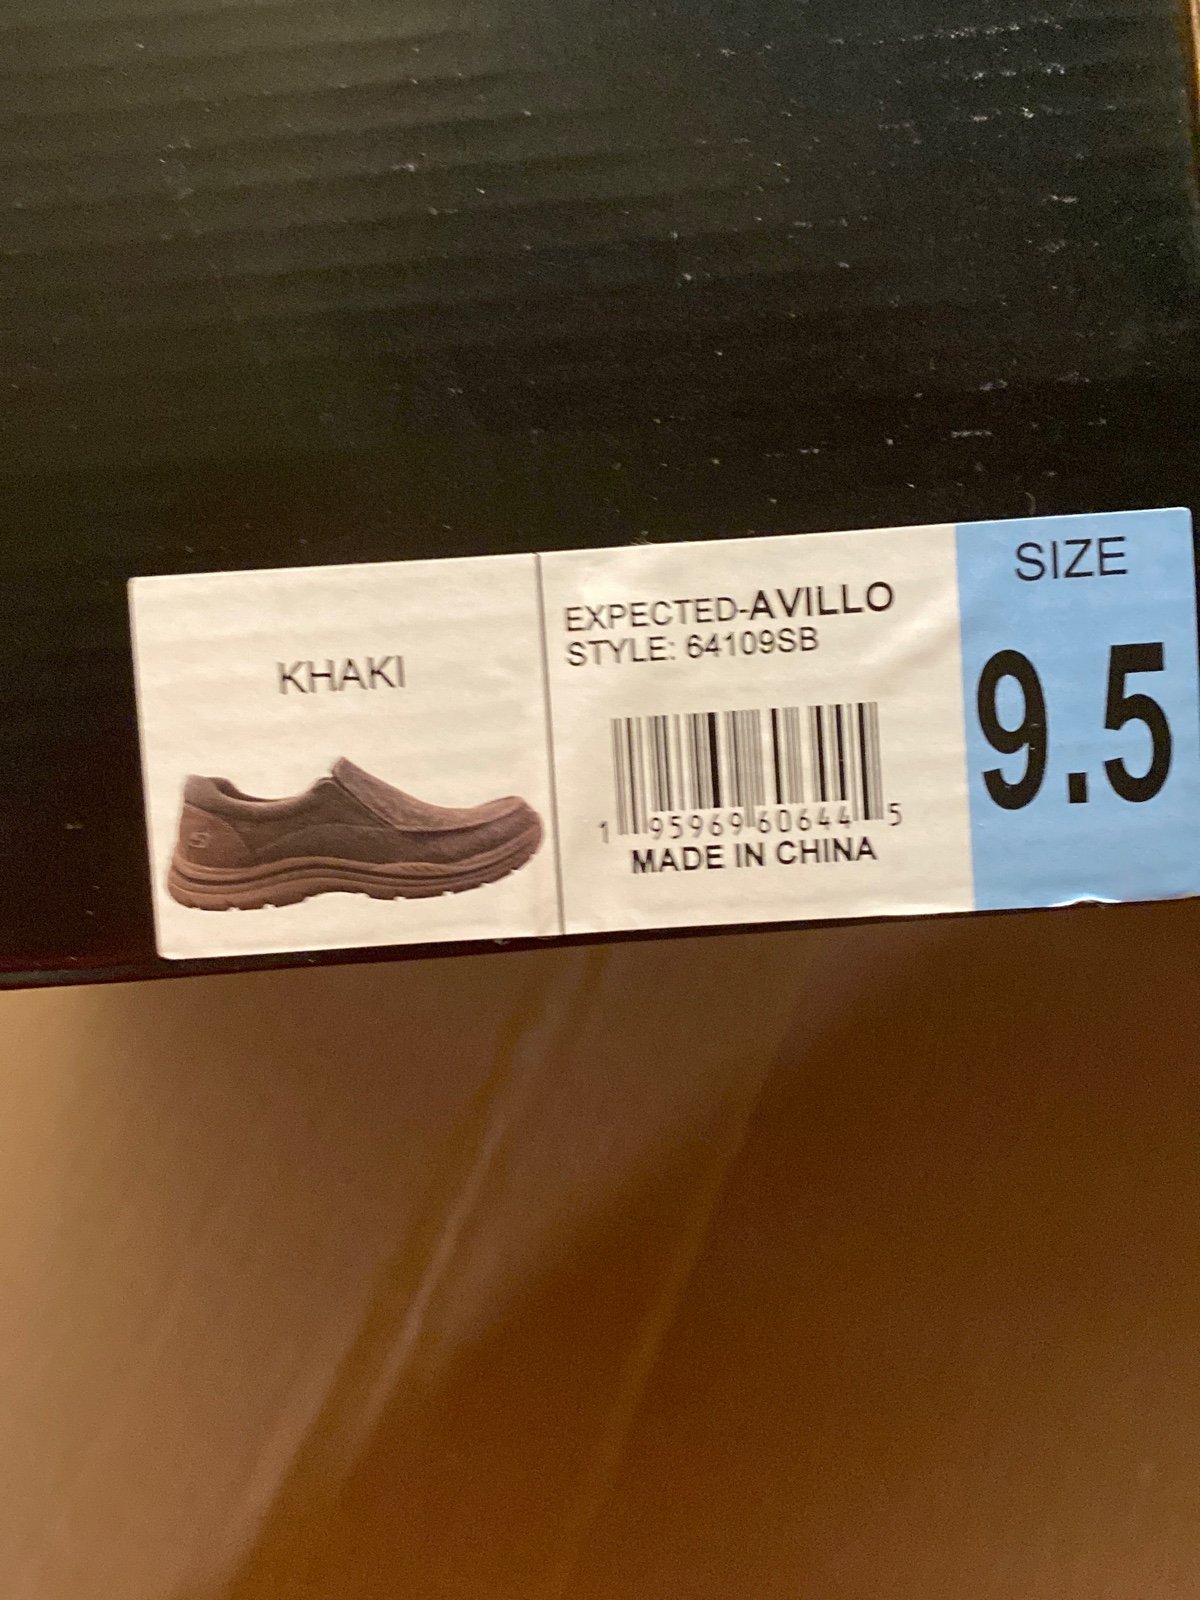 KHAKI
EXPECTED-AVILLO
STYLE: 64109SB
1 95969 60644 5
MADE IN CHINA
SIZE
9.5